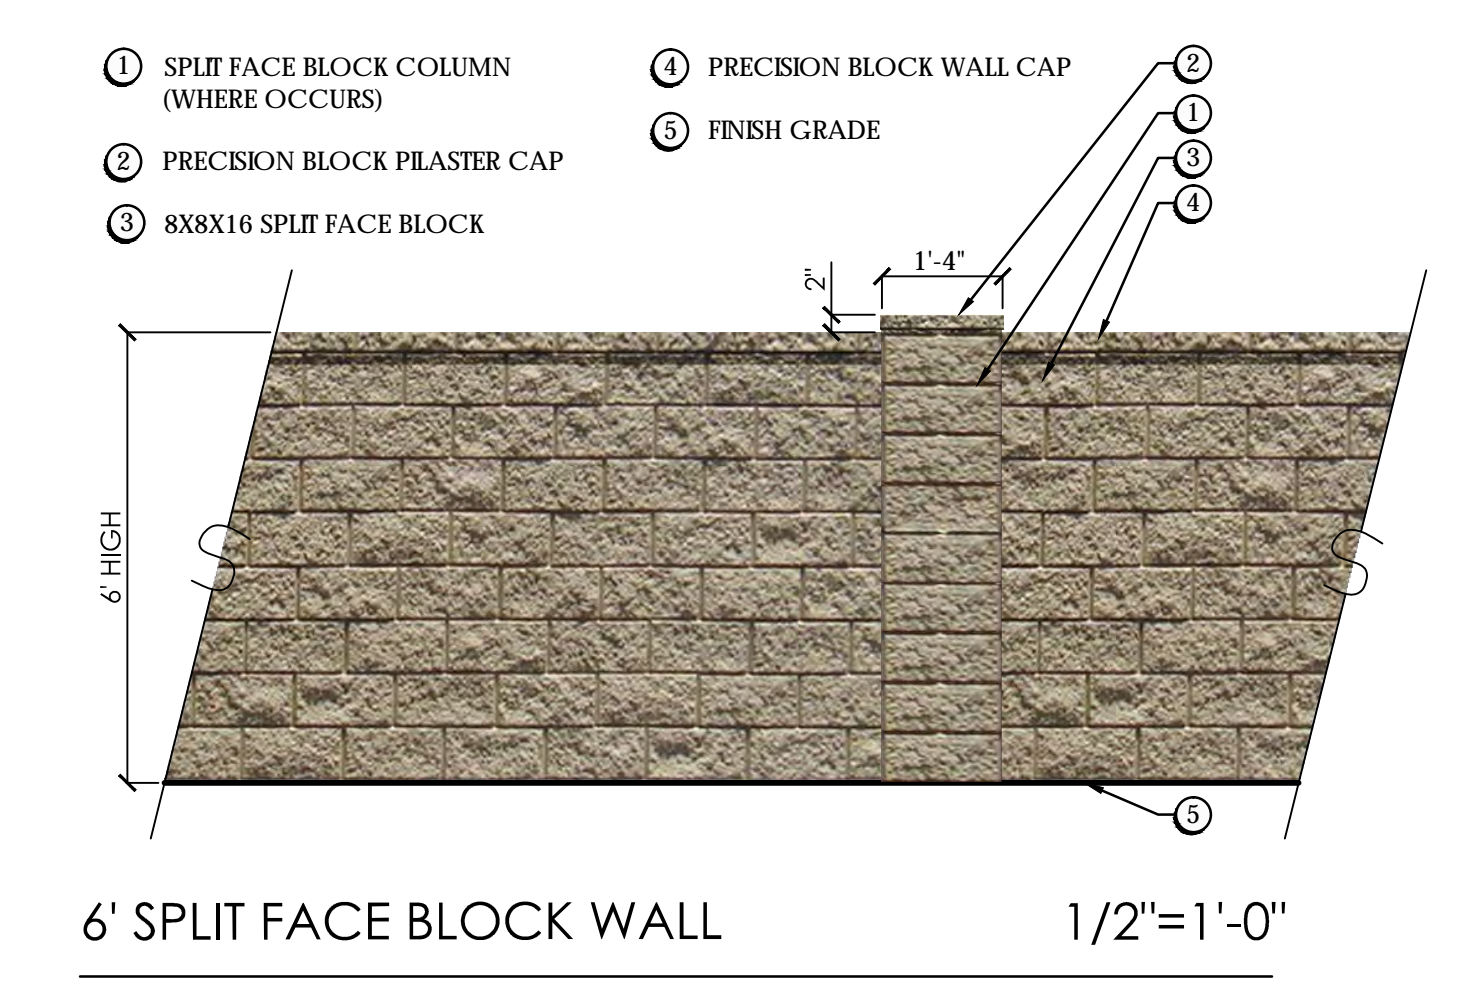 1 SPLIT FACE BLOCK COLUMN
(WHERE OCCURS)
2 PRECISION BLOCK PILASTER CAP
3 8X8X16 SPLIT FACE BLOCK
4 PRECISION BLOCK WALL CAP
5 FINISH GRADE
2
1
3
4
1'-4"
2"
6' HIGH
5
6' SPLIT FACE BLOCK WALL
1/2"=1'-0"